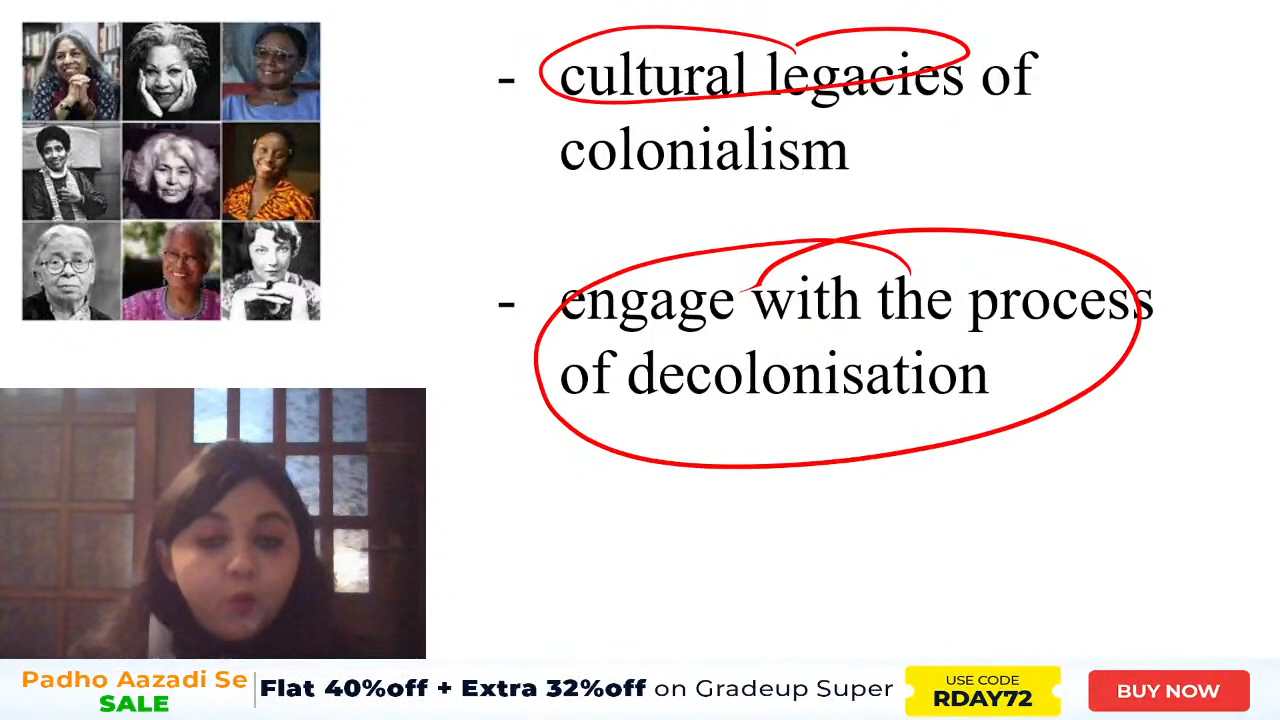 - cultural legacies of
colonialism
- engage with the process
of decolonisation
Padho Aazadi Se
SALE
Flat 40%off + Extra 32%off on Gradeup Super
USE CODE
RDAY72
BUY NOW